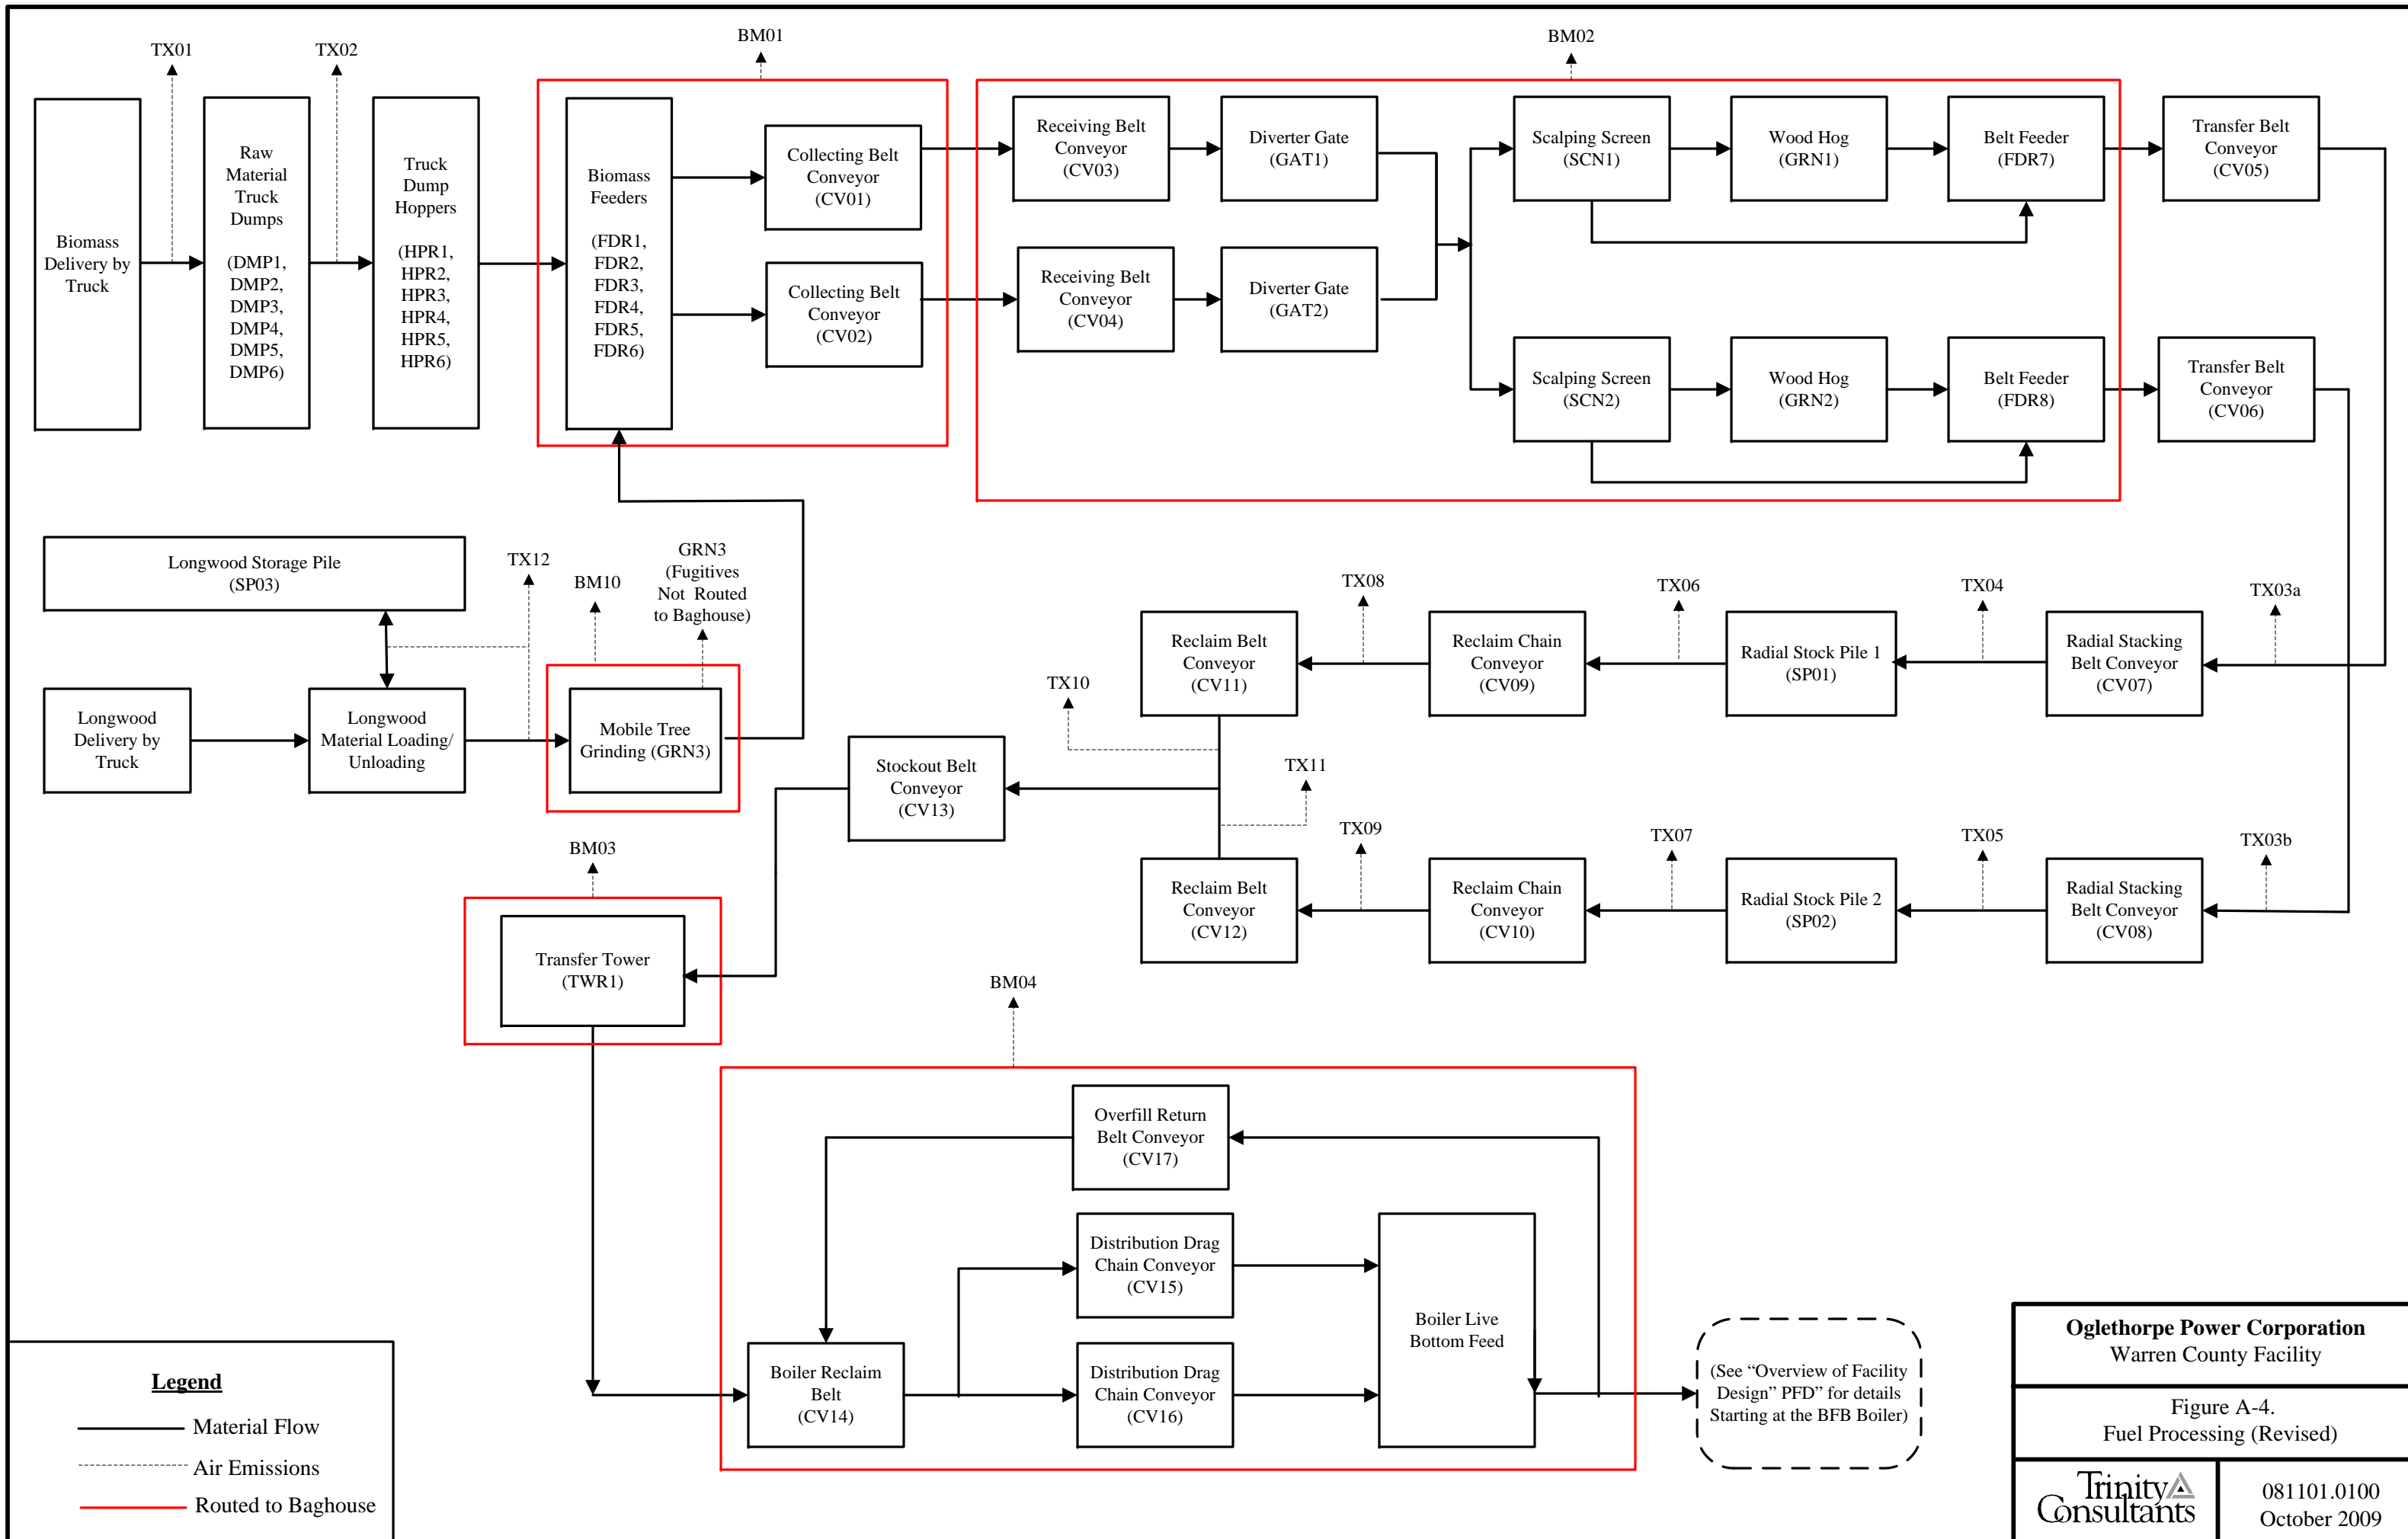 TX01
TX02
BM01
BM02
Biomass
Delivery by
Truck
Raw
Material
Truck
Dumps
(DMP1,
DMP2,
DMP3,
DMP4,
DMP5,
DMP6)
Truck
Dump
Hoppers
(HPR1,
HPR2,
HPR3,
HPR4,
HPR5,
HPR6)
Biomass
Feeders
(FDR1,
FDR2,
FDR3,
FDR4,
FDR5,
FDR6)
Collecting Belt
Conveyor
(CV01)
Collecting Belt
Conveyor
(CV02)
Receiving Belt
Conveyor
(CV03)
Receiving Belt
Conveyor
(CV04)
Diverter Gate
(GAT1)
Diverter Gate
(GAT2)
Scalping Screen
(SCN1)
Scalping Screen
(SCN2)
Wood Hog
(GRN1)
Wood Hog
(GRN2)
Belt Feeder
(FDR7)
Belt Feeder
(FDR8)
Transfer Belt
Conveyor
(CV05)
Transfer Belt
Conveyor
(CV06)
Longwood Storage Pile
(SP03)
TX12
BM10
GRN3
(Fugitives
Not Routed
to Baghouse)
Longwood
Delivery by
Truck
Longwood
Material Loading/
Unloading
Mobile Tree
Grinding (GRN3)
TX08
TX06
TX04
TX03a
Reclaim Belt
Conveyor
(CV11)
Reclaim Chain
Conveyor
(CV09)
Radial Stock Pile 1
(SP01)
Radial Stacking
Belt Conveyor
(CV07)
TX10
TX11
Stockout Belt
Conveyor
(CV13)
TX09
TX07
TX05
TX03b
Reclaim Belt
Conveyor
(CV12)
Reclaim Chain
Conveyor
(CV10)
Radial Stock Pile 2
(SP02)
Radial Stacking
Belt Conveyor
(CV08)
BM03
Transfer Tower
(TWR1)
BM04
Overfill Return
Belt Conveyor
(CV17)
Distribution Drag
Chain Conveyor
(CV15)
Boiler Live
Bottom Feed
Boiler Reclaim
Belt
(CV14)
Distribution Drag
Chain Conveyor
(CV16)
(See “Overview of Facility
Design” PFD” for details
Starting at the BFB Boiler)
Legend
Material Flow
Air Emissions
Routed to Baghouse
Oglethorpe Power Corporation
Warren County Facility
Figure A-4.
Fuel Processing (Revised)
Trinity
Consultants
081101.0100
October 2009